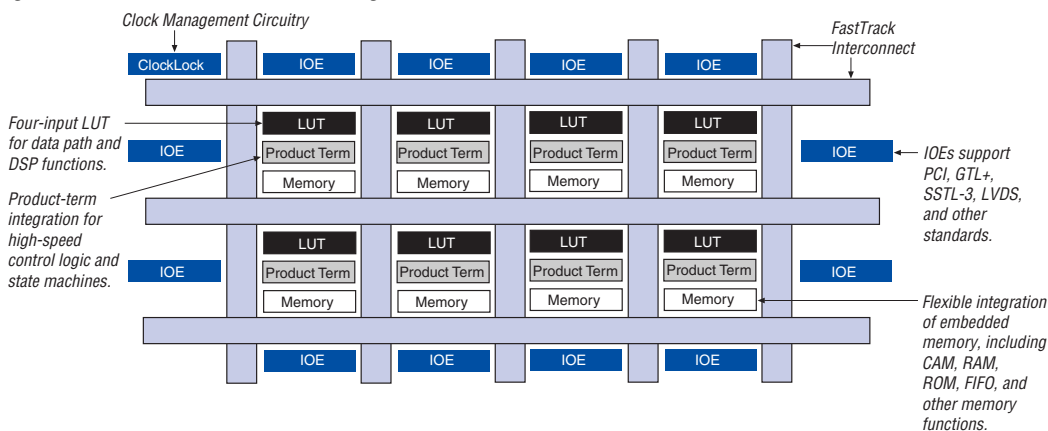 Clock Management Circuitry
FastTrack
Interconnect
ClockLock
IOE
IOE
IOE
IOE
Four-input LUT
for data path and
DSP functions.
LUT
LUT
LUT
LUT
IOE
Product Term
Product Term
Product Term
Product Term
IOE
IOEs support
PCI, GTL+,
SSTL-3, LVDS,
and other
standards.
Memory
Memory
Memory
Memory
Product-term
integration for
high-speed
control logic and
state machines.
LUT
LUT
LUT
LUT
IOE
Product Term
Product Term
Product Term
Product Term
IOE
Memory
Memory
Memory
Memory
Flexible integration
of embedded
memory, including
CAM, RAM,
ROM, FIFO, and
other memory
functions.
IOE
IOE
IOE
IOE